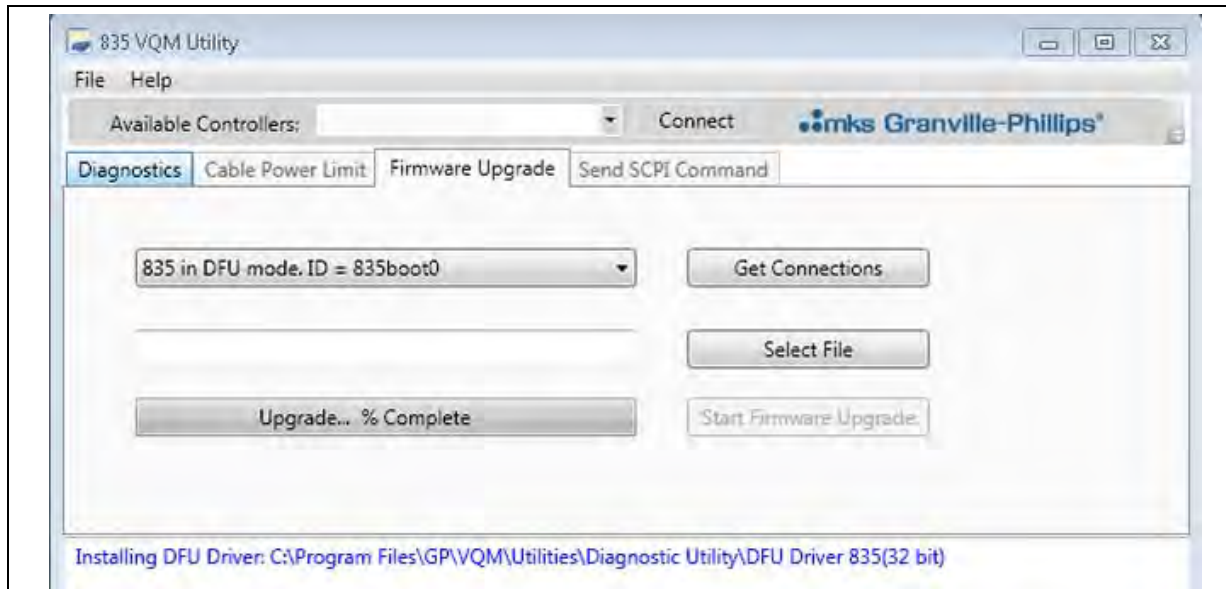 835 VQM Utility
File Help
Available Controllers: Connect mks Granville-Phillips®
Diagnostics Cable Power Limit Firmware Upgrade Send SCPI Command
835 in DFU mode. ID = 835boot0 Get Connections
Select File
Upgrade... % Complete Start Firmware Upgrade
Installing DFU Driver: C:\Program Files\GP\VQM\Utilities\Diagnostic Utility\DFU Driver 835(32 bit)